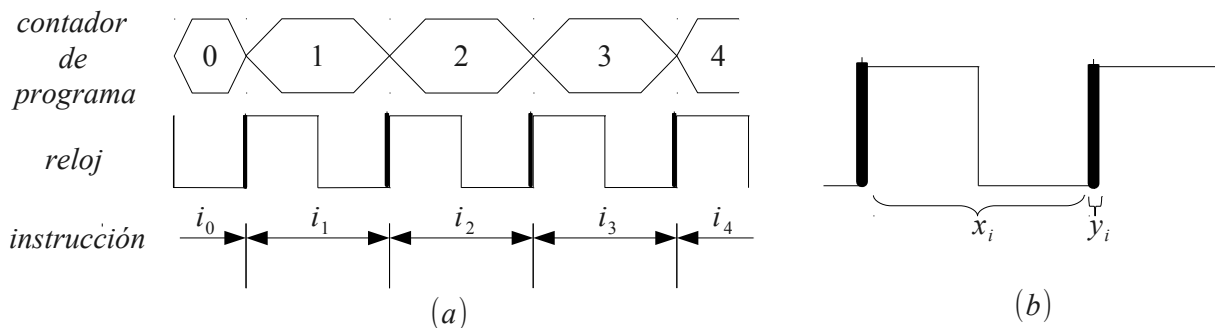 contador
de
programa
0 1 2 3 4
reloj
instrucción
i₀ i₁ i₂ i₃ i₄
(a)
xᵢ yᵢ
(b)